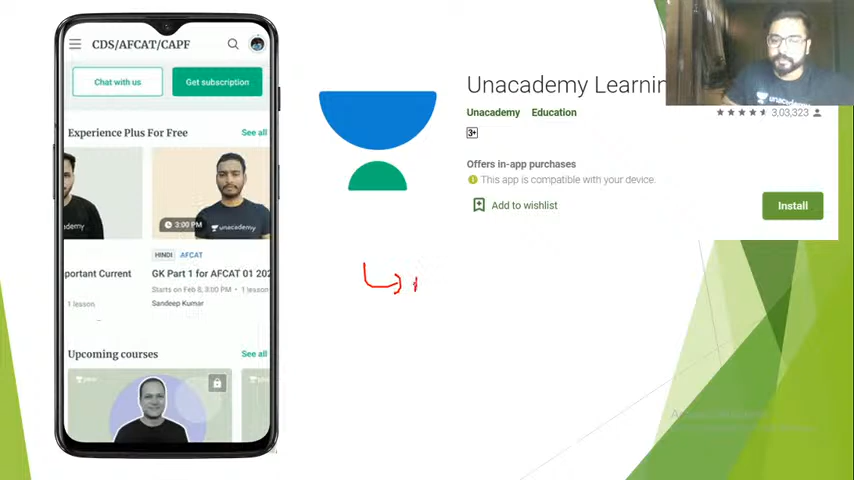 CDS/AFCAT/CAPF
Chat with us
Get subscription
Experience Plus For Free
See all
3:00 PM
unacademy
HINDI
AFCAT
portant Current
GK Part 1 for AFCAT 01 202
Starts on Feb 8, 3:00 PM • 1 lesson
1 lesson
Sandeep Kumar
Upcoming courses
See all
Unacademy Learnin
Unacademy
Education
3,03,323
3+
Offers in-app purchases
This app is compatible with your device.
Add to wishlist
Install
unacademy